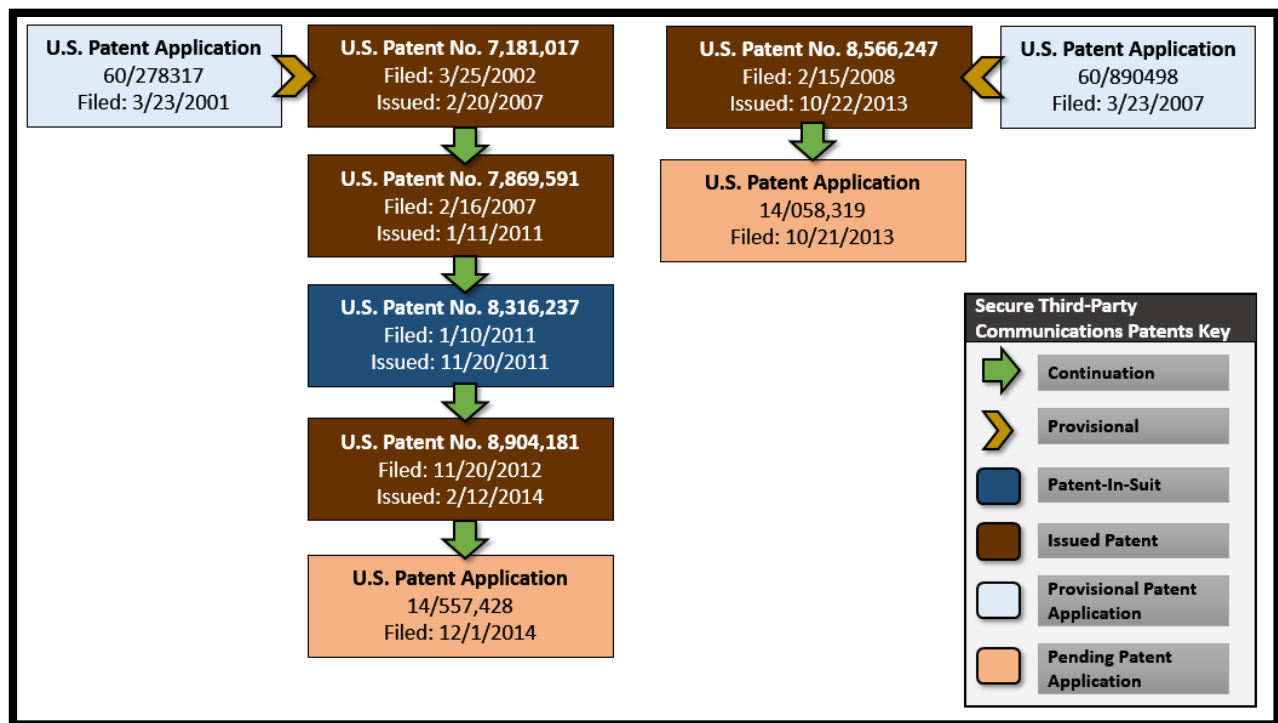 U.S. Patent Application
60/278317
Filed: 3/23/2001
U.S. Patent No. 7,181,017
Filed: 3/25/2002
Issued: 2/20/2007
U.S. Patent No. 8,566,247
Filed: 2/15/2008
Issued: 10/22/2013
U.S. Patent Application
60/890498
Filed: 3/23/2007
U.S. Patent No. 7,869,591
Filed: 2/16/2007
Issued: 1/11/2011
U.S. Patent Application
14/058,319
Filed: 10/21/2013
U.S. Patent No. 8,316,237
Filed: 1/10/2011
Issued: 11/20/2011
U.S. Patent No. 8,904,181
Filed: 11/20/2012
Issued: 2/12/2014
U.S. Patent Application
14/557,428
Filed: 12/1/2014
Secure Third-Party
Communications Patents Key
Continuation
Provisional
Patent-In-Suit
Issued Patent
Provisional Patent
Application
Pending Patent
Application